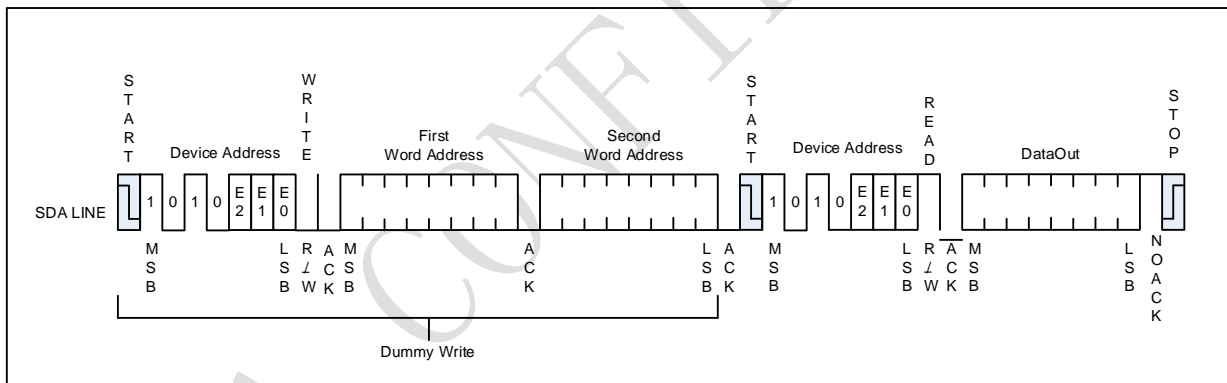 CONFI
START
WRITE
START
READ
STOP
Device Address
First
Word Address
Second
Word Address
Device Address
DataOut
SDA LINE
1 0 1 0 E2 E1 E0
1 0 1 0 E2 E1 E0
MSB
LSB
R/W
ACK
MSB
ACK
LSB
ACK
MSB
LSB
R/W
ACK
MSB
LSB
NOACK
Dummy Write